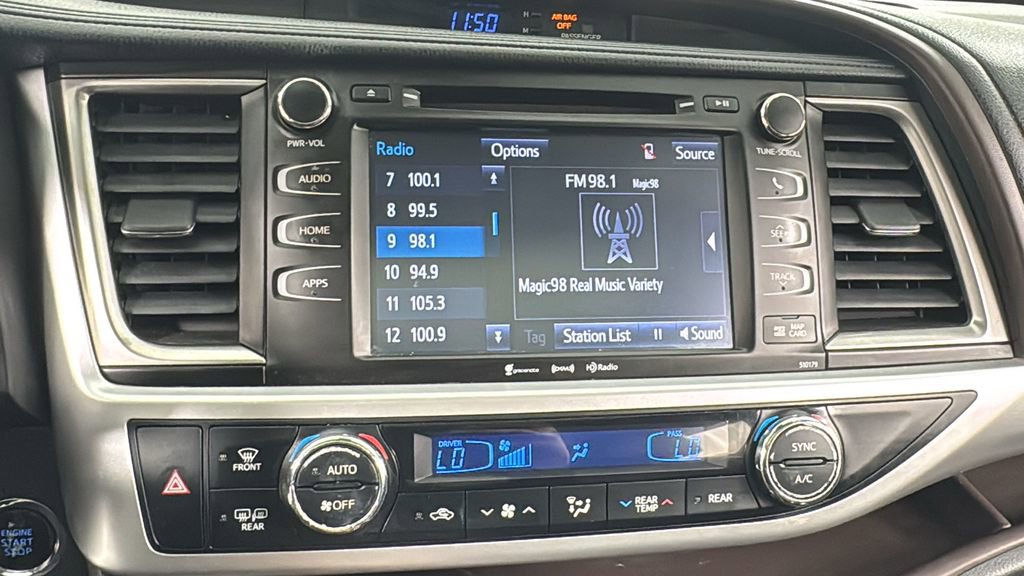 11:50
H
M
AIR BAG
OFF
PASSENGER
PWR•VOL
AUDIO
HOME
APPS
Radio
Options
Source
7 100.1
8 99.5
9 98.1
10 94.9
11 105.3
12 100.9
FM 98.1 Magic98
Magic98 Real Music Variety
Tag
Station List
Sound
gracenote
HD Radio
510179
TUNE•SCROLL
SEEK
TRACK
MAP
CARD
FRONT
REAR
AUTO
OFF
DRIVER
LO
PASS
LO
REAR
TEMP
REAR
SYNC
A/C
ENGINE
START
STOP